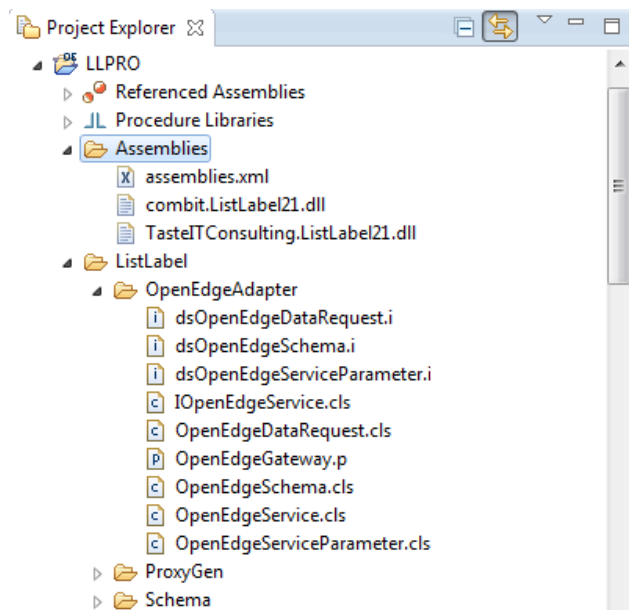 Project Explorer
LLPRO
Referenced Assemblies
Procedure Libraries
Assemblies
assemblies.xml
combit.ListLabel21.dll
TasteITConsulting.ListLabel21.dll
ListLabel
OpenEdgeAdapter
dsOpenEdgeDataRequest.i
dsOpenEdgeSchema.i
dsOpenEdgeServiceParameter.i
IOpenEdgeService.cls
OpenEdgeDataRequest.cls
OpenEdgeGateway.p
OpenEdgeSchema.cls
OpenEdgeService.cls
OpenEdgeServiceParameter.cls
ProxyGen
Schema